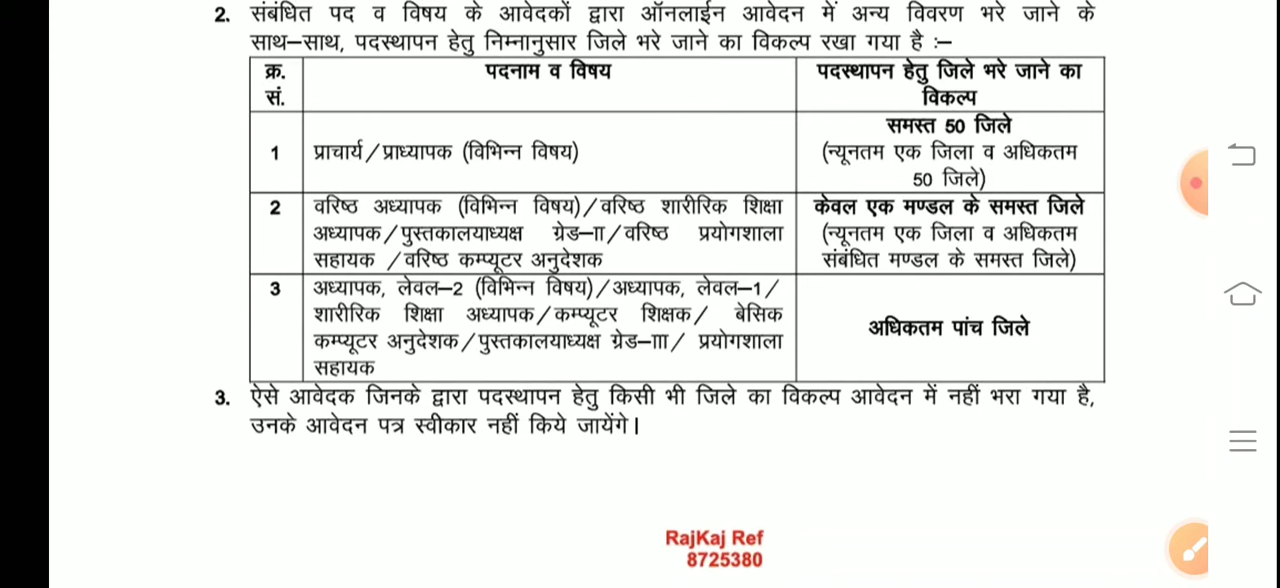 2. संबंधित पद व विषय के आवेदकों द्वारा ऑनलाईन आवेदन में अन्य विवरण भरे जाने के
साथ–साथ, पदस्थापन हेतु निम्नानुसार जिले भरे जाने का विकल्प रखा गया है :–
क्र.
सं.
पदनाम व विषय
पदस्थापन हेतु जिले भरे जाने का
विकल्प
1
प्राचार्य/प्राध्यापक (विभिन्न विषय)
समस्त 50 जिले
(न्यूनतम एक जिला व अधिकतम
50 जिले)
2
वरिष्ठ अध्यापक (विभिन्न विषय)/वरिष्ठ शारीरिक शिक्षा
अध्यापक/पुस्तकालयाध्यक्ष ग्रेड–II/वरिष्ठ प्रयोगशाला
सहायक /वरिष्ठ कम्प्यूटर अनुदेशक
केवल एक मण्डल के समस्त जिले
(न्यूनतम एक जिला व अधिकतम
संबंधित मण्डल के समस्त जिले)
3
अध्यापक, लेवल–2 (विभिन्न विषय)/अध्यापक, लेवल–1/
शारीरिक शिक्षा अध्यापक/कम्प्यूटर शिक्षक/ बेसिक
कम्प्यूटर अनुदेशक/पुस्तकालयाध्यक्ष ग्रेड–III/ प्रयोगशाला
सहायक
अधिकतम पांच जिले
3. ऐसे आवेदक जिनके द्वारा पदस्थापन हेतु किसी भी जिले का विकल्प आवेदन में नहीं भरा गया है,
उनके आवेदन पत्र स्वीकार नहीं किये जायेंगे।
RajKaj Ref
8725380